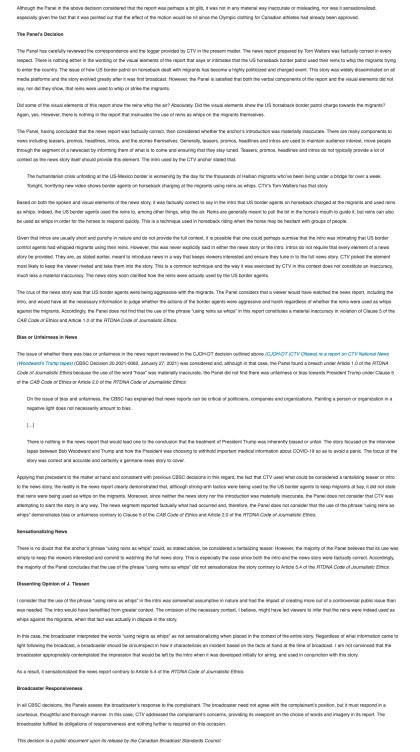 Although the Panel in the above decision considered that the report was perhaps a bit glib, it was not in any material way inaccurate or misleading, nor was it sensationalized,
especially given the fact that it was pointed out that the effect of the motion would be nil since the Olympic clothing for Canadian athletes had already been approved.
The Panel's Decision
The Panel has carefully reviewed the correspondence and the logger provided by CTV in the present matter. The news report prepared by Tom Walters was factually correct in every
respect. There is nothing either in the wording or the visual elements of the report that says or intimates that the US horseback border patrol used their reins to whip the migrants trying
to enter the country. The issue of how US border patrol on horseback dealt with migrants has become a highly politicized and charged event. This story was widely disseminated on all
media platforms and the story evolved greatly after it was first broadcast. However, the Panel is satisfied that both the verbal components of the report and the visual elements did not
say, nor did they show, that reins were used to whip or strike the migrants.
Did some of the visual elements of this report show the reins whip the air? Absolutely. Did the visual elements show the US horseback border patrol charge towards the migrants?
Again, yes. However, there is nothing in the report that insinuates the use of reins as whips on the migrants themselves.
The Panel, having concluded that the news report was factually correct, then considered whether the anchor's introduction was materially inaccurate. There are many components to
news including teasers, promos, headlines, intros, and the stories themselves. Generally, teasers, promos, headlines and intros are used to maintain audience interest, move people
through the segment of a newscast by informing them of what is to come and ensuring that they stay tuned. Teasers, promos, headlines and intros do not typically provide a lot of
context as the news story itself should provide this element. The intro used by the CTV anchor stated that:
The humanitarian crisis unfolding at the US-Mexico border is worsening by the day for the thousands of Haitian migrants who've been living under a bridge for over a week.
Tonight, horrifying new video shows border agents on horseback charging at the migrants using reins as whips. CTV's Tom Walters has that story.
Based on both the spoken and visual elements of the news story, it was factually correct to say in the intro that US border agents on horseback charged at the migrants and used reins
as whips. Indeed, the US border agents used the reins to, among other things, whip the air. Reins are generally meant to pull the bit in the horse's mouth to guide it, but reins can also
be used as whips in order for the horses to respond quickly. This is a technique used in horseback riding when the horse may be hesitant with groups of people.
Given that intros are usually short and punchy in nature and do not provide the full context, it is possible that one could perhaps surmise that the intro was intimating that US border
control agents had whipped migrants using their reins. However, this was never explicitly said in either the news story or the intro. Intros do not require that every element of a news
story be provided. They are, as stated earlier, meant to introduce news in a way that keeps viewers interested and ensure they tune in to the full news story. CTV picked the element
most likely to keep the viewer riveted and take them into the story. This is a common technique and the way it was exercised by CTV in this context does not constitute an inaccuracy,
much less a material inaccuracy. The news story soon clarified how the reins were actually used by the US border agents.
The crux of the news story was that US border agents were being aggressive with the migrants. The Panel considers that a viewer would have watched the news report, including the
intro, and would have all the necessary information to judge whether the actions of the border agents were aggressive and harsh regardless of whether the reins were used as whips
against the migrants. Accordingly, the Panel does not find that the use of the phrase "using reins as whips" in this report constitutes a material inaccuracy in violation of Clause 5 of the
CAB Code of Ethics and Article 1.0 of the RTDNA Code of Journalistic Ethics.
Bias or Unfairness in News
The issue of whether there was bias or unfairness in the news report reviewed in the CJOH-DT decision outlined above (CJOH-DT (CTV Ottawa) re a report on CTV National News
(Woodward's Trump tapes) (CBSC Decision 20.2021-0062, January 27, 2021) was considered and, although in that case, the Panel found a breach under Article 1.0 of the RTDNA
Code of Journalistic Ethics because the use of the word "hoax" was materially inaccurate, the Panel did not find there was unfairness or bias towards President Trump under Clause 5
of the CAB Code of Ethics or Article 2.0 of the RTDNA Code of Journalistic Ethics:
On the issue of bias and unfairness, the CBSC has explained that news reports can be critical of politicians, companies and organizations. Painting a person or organization in a
negative light does not necessarily amount to bias.
[...]
There is nothing in the news report that would lead one to the conclusion that the treatment of President Trump was inherently biased or unfair. The story focused on the interview
tapes between Bob Woodward and Trump and how the President was choosing to withhold important medical information about COVID-19 so as to avoid a panic. The focus of the
story was correct and accurate and certainly a germane news story to cover.
Applying that precedent to the matter at hand and consistent with previous CBSC decisions in this regard, the fact that CTV used what could be considered a tantalizing teaser or intro
to the news story, the reality is the news report clearly demonstrated that, although strong-arm tactics were being used by the US border agents to keep migrants at bay, it did not state
that reins were being used as whips on the migrants. Moreover, since neither the news story nor the introduction was materially inaccurate, the Panel does not consider that CTV was
attempting to slant the story in any way. The news segment reported factually what had occurred and, therefore, the Panel does not consider that the use of the phrase "using reins as
whips" demonstrates bias or unfairness contrary to Clause 5 of the CAB Code of Ethics and Article 2.0 of the RTDNA Code of Journalistic Ethics.
Sensationalizing News
There is no doubt that the anchor's phrase "using reins as whips" could, as stated above, be considered a tantalizing teaser. However, the majority of the Panel believes that its use was
simply to keep the viewers interested and commit to watching the full news story. This is especially the case since both the intro and the news story were factually correct. Accordingly,
the majority of the Panel concludes that the use of the phrase "using reins as whips" did not sensationalize the story contrary to Article 5.4 of the RTDNA Code of Journalistic Ethics.
Dissenting Opinion of J. Tiessen
I consider that the use of the phrase "using reins as whips" in the intro was somewhat assumptive in nature and had the impact of creating more out of a controversial public issue than
was needed. The intro would have benefitted from greater context. The omission of the necessary context, I believe, might have led viewers to infer that the reins were indeed used as
whips against the migrants, when that fact was actually in dispute in the story.
In this case, the broadcaster interpreted the words "using reigns as whips" as not sensationalizing when placed in the context of the entire story. Regardless of what information came to
light following the broadcast, a broadcaster should be circumspect in how it characterizes an incident based on the facts at hand at the time of broadcast. I am not convinced that the
broadcaster appropriately contemplated the impression that would be left by the intro when it was developed initially for airing, and used in conjunction with this story.
As a result, it sensationalized the news report contrary to Article 5.4 of the RTDNA Code of Journalistic Ethics.
Broadcaster Responsiveness
In all CBSC decisions, the Panels assess the broadcaster's response to the complainant. The broadcaster need not agree with the complainant's position, but it must respond in a
courteous, thoughtful and thorough manner. In this case, CTV addressed the complainant's concerns, providing its viewpoint on the choice of words and imagery in its report. The
broadcaster fulfilled its obligations of responsiveness and nothing further is required on this occasion.
This decision is a public document upon its release by the Canadian Broadcast Standards Council.